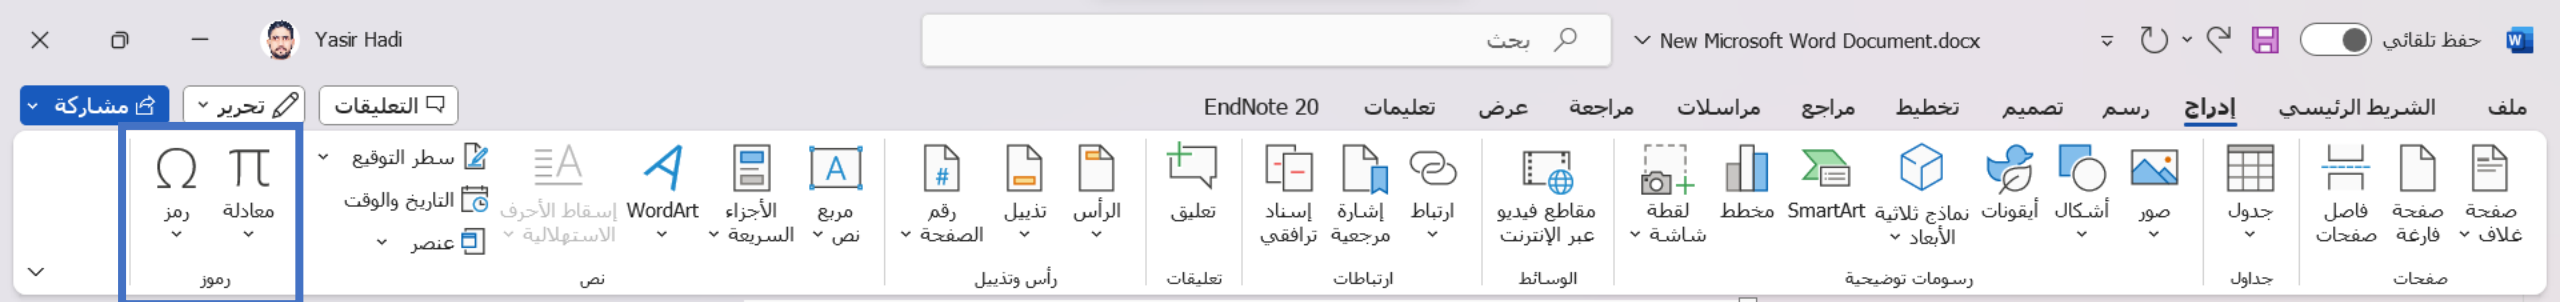 حفظ تلقائي New Microsoft Word Document.docx بحث Yasir Hadi
ملف الشريط الرئيسي إدراج رسم تصميم تخطيط مراجع مراسلات مراجعة عرض تعليمات EndNote 20 التعليقات تحرير مشاركة
صفحة غلاف
صفحة فارغة
فاصل صفحات
صفحات
جدول
جداول
صور
أشكال
أيقونات
نماذج ثلاثية الأبعاد
SmartArt
مخطط
لقطة شاشة
رسومات توضيحية
مقاطع فيديو عبر الإنترنت
الوسائط
ارتباط
إشارة مرجعية
إسناد ترافقي
ارتباطات
تعليق
تعليقات
الرأس
تذييل
رقم الصفحة
رأس وتذييل
مربع نص
الأجزاء السريعة
WordArt
إسقاط الأحرف الاستهلالية
سطر التوقيع
التاريخ والوقت
عنصر
نص
معادلة
رمز
رموز